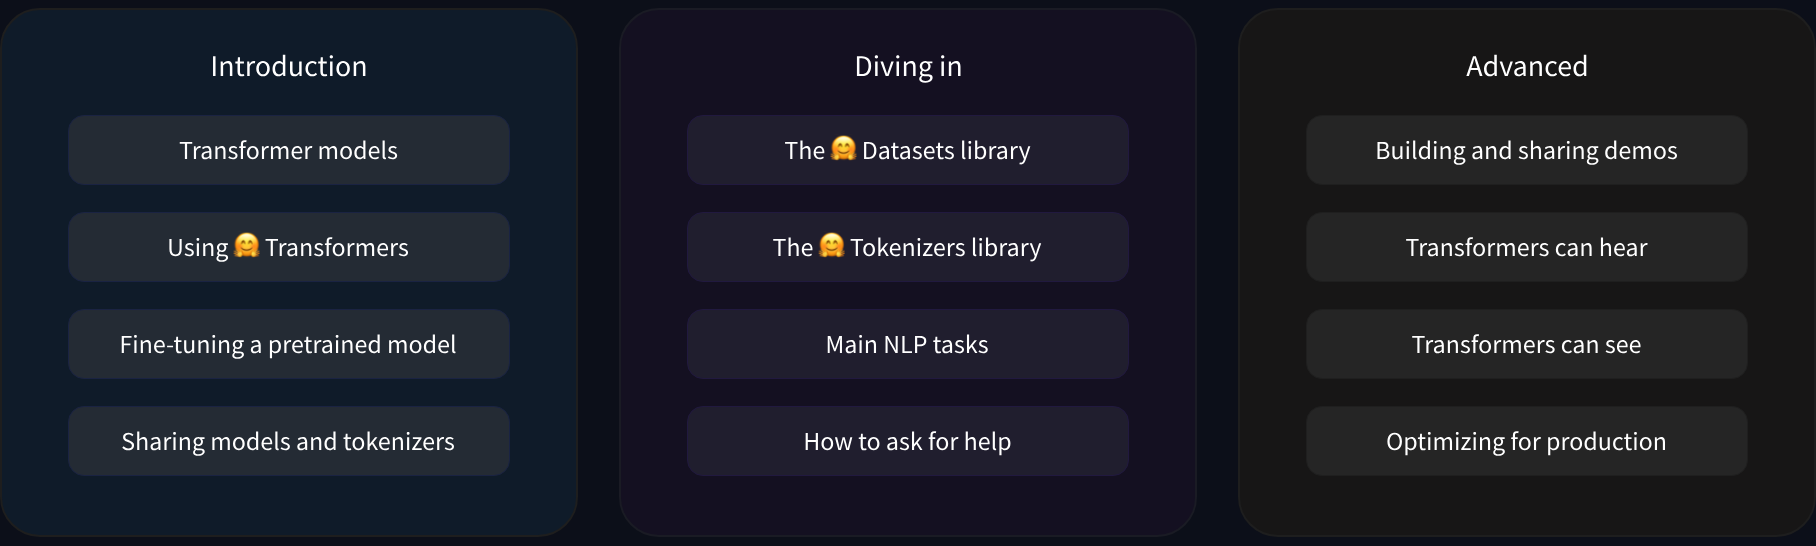 Introduction
Transformer models
Using 🤗 Transformers
Fine-tuning a pretrained model
Sharing models and tokenizers
Diving in
The 🤗 Datasets library
The 🤗 Tokenizers library
Main NLP tasks
How to ask for help
Advanced
Building and sharing demos
Transformers can hear
Transformers can see
Optimizing for production